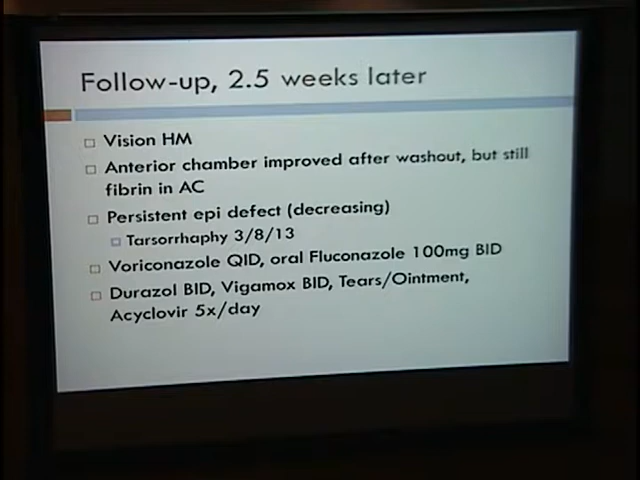 Follow-up, 2.5 weeks later
Vision HM
Anterior chamber improved after washout, but still
fibrin in AC
Persistent epi defect (decreasing)
Tarsorrhaphy 3/8/13
Voriconazole QID, oral Fluconazole 100mg BID
Durazol BID, Vigamox BID, Tears/Ointment,
Acyclovir 5x/day